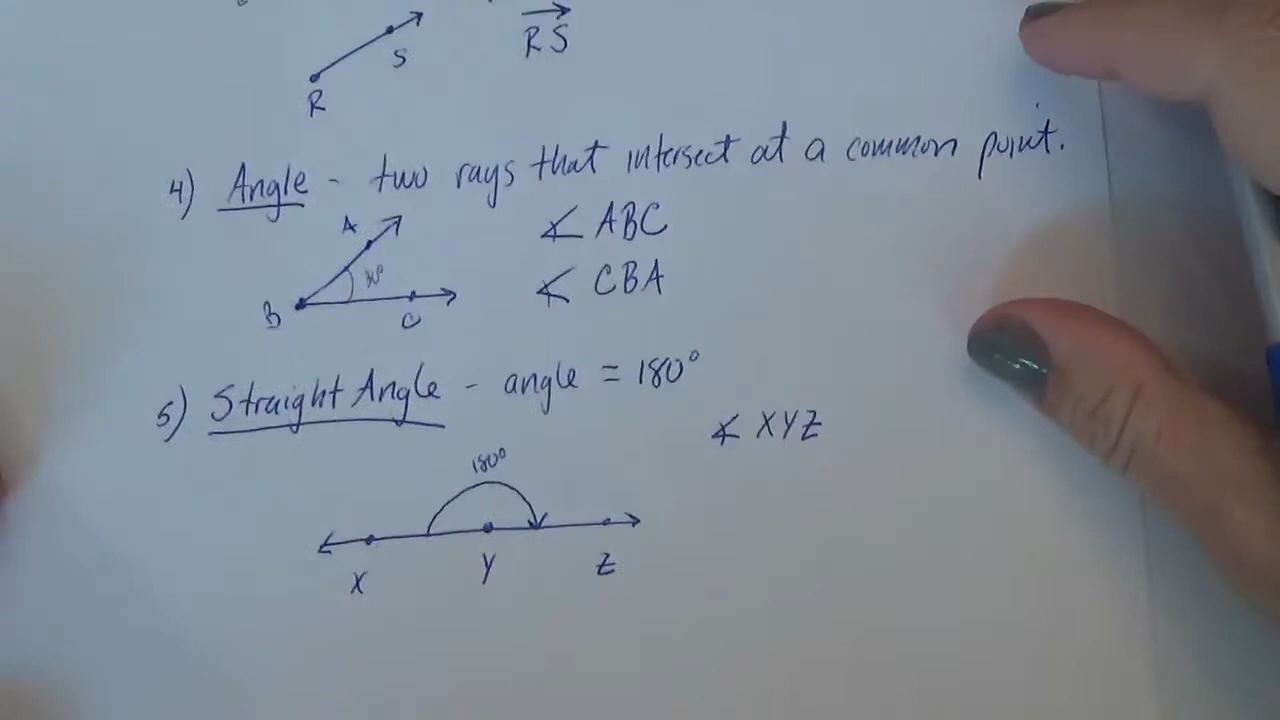 S
RS
R
4) Angle - two rays that intersect at a common point.
A
∡ ABC
∡ CBA
B
C
5) Straight Angle - angle = 180°
∡ XYZ
180°
X
Y
Z